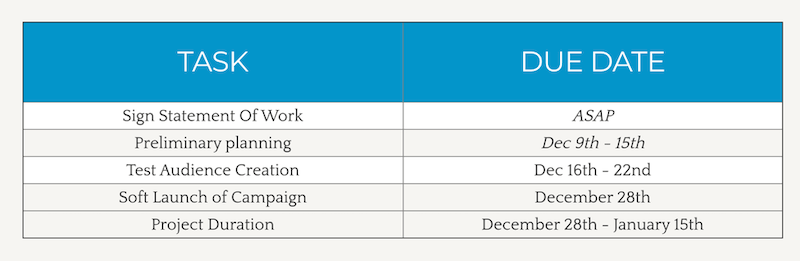 TASK DUE DATE
Sign Statement Of Work ASAP
Preliminary planning Dec 9th - 15th
Test Audience Creation Dec 16th - 22nd
Soft Launch of Campaign December 28th
Project Duration December 28th - January 15th